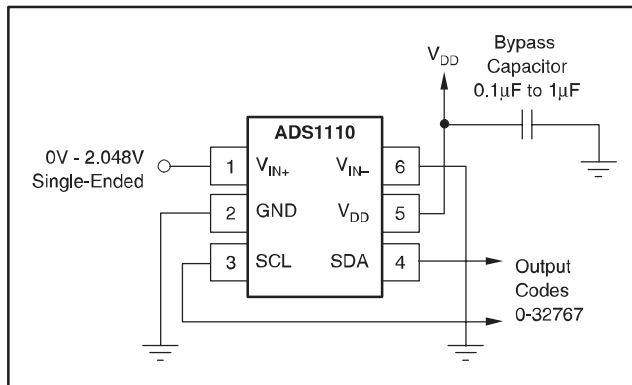 V_DD
Bypass
Capacitor
0.1µF to 1µF
ADS1110
0V - 2.048V
Single-Ended
1 V_IN+ V_IN– 6
2 GND V_DD 5
3 SCL SDA 4
Output
Codes
0-32767